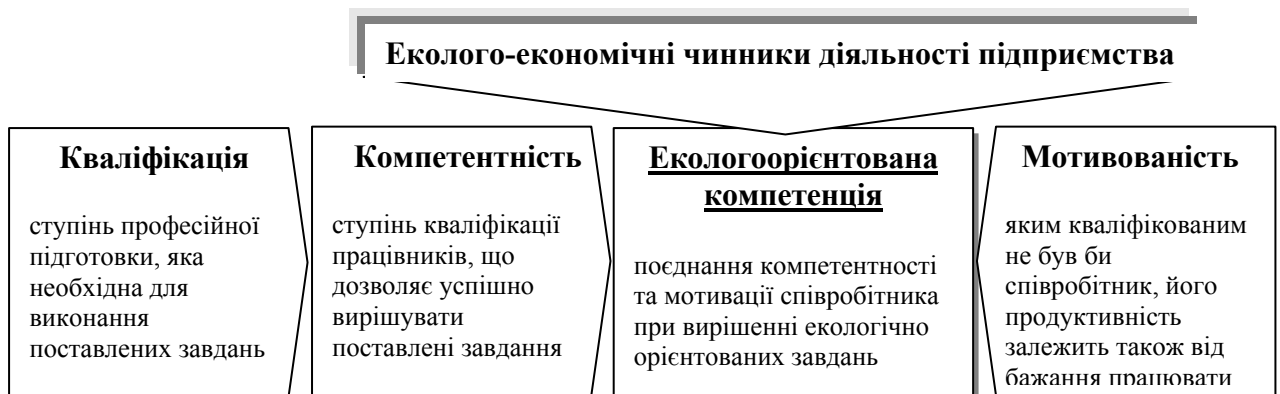 Еколого-економічні чинники діяльності підприємства
Кваліфікація
ступінь професійної
підготовки, яка
необхідна для
виконання
поставлених завдань
Компетентність
ступінь кваліфікації
працівників, що
дозволяє успішно
вирішувати
поставлені завдання
Екологоорієнтована
компетенція
поєднання компетентності
та мотивації співробітника
при вирішенні екологічно
орієнтованих завдань
Мотивованість
яким кваліфікованим
не був би
співробітник, його
продуктивність
залежить також від
бажання працювати